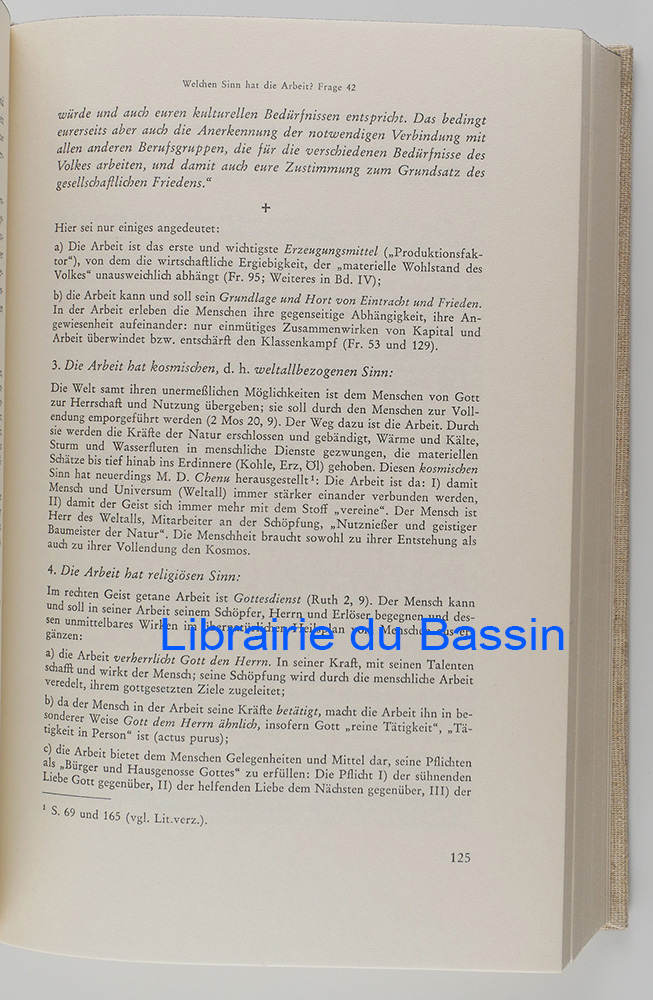 Welchen Sinn hat die Arbeit? Frage 42
würde und auch euren kulturellen Bedürfnissen entspricht. Das bedingt
eurerseits aber auch die Anerkennung der notwendigen Verbindung mit
allen anderen Berufsgruppen, die für die verschiedenen Bedürfnisse des
Volkes arbeiten, und damit auch eure Zustimmung zum Grundsatz des
gesellschaftlichen Friedens.“
+
Hier sei nur einiges angedeutet:
a) Die Arbeit ist das erste und wichtigste Erzeugungsmittel („Produktionsfak-
tor“), von dem die wirtschaftliche Ergiebigkeit, der „materielle Wohlstand des
Volkes“ unausweichlich abhängt (Fr. 95; Weiteres in Bd. IV);
b) die Arbeit kann und soll sein Grundlage und Hort von Eintracht und Frieden.
In der Arbeit erleben die Menschen ihre gegenseitige Abhängigkeit, ihre An-
gewiesenheit aufeinander: nur einmütiges Zusammenwirken von Kapital und
Arbeit überwindet bzw. entschärft den Klassenkampf (Fr. 53 und 129).
3. Die Arbeit hat kosmischen, d. h. weltallbezogenen Sinn:
Die Welt samt ihren unermeßlichen Möglichkeiten ist dem Menschen von Gott
zur Herrschaft und Nutzung übergeben; sie soll durch den Menschen zur Voll-
endung emporgeführt werden (2 Mos 20, 9). Der Weg dazu ist die Arbeit. Durch
sie werden die Kräfte der Natur erschlossen und gebändigt, Wärme und Kälte,
Sturm und Wasserfluten in menschliche Dienste gezwungen, die materiellen
Schätze bis tief hinab ins Erdinnere (Kohle, Erz, Öl) gehoben. Diesen kosmischen
Sinn hat neuerdings M. D. Chenu herausgestellt¹: Die Arbeit ist da: I) damit
Mensch und Universum (Weltall) immer stärker einander verbunden werden,
II) damit der Geist sich immer mehr mit dem Stoff „vereine“. Der Mensch ist
Herr des Weltalls, Mitarbeiter an der Schöpfung, „Nutznießer und geistiger
Baumeister der Natur“. Die Menschheit braucht sowohl zu ihrer Entstehung als
auch zu ihrer Vollendung den Kosmos.
4. Die Arbeit hat religiösen Sinn:
Im rechten Geist getane Arbeit ist Gottesdienst (Ruth 2, 9). Der Mensch kann
und soll in seiner Arbeit seinem Schöpfer, Herrn und Erlöser begegnen und des-
sen unmittelbares Wirken im übernatürlichen Heilsplan vom Menschen aus er-
gänzen:
Librairie du Bassin
a) die Arbeit verherrlicht Gott den Herrn. In seiner Kraft, mit seinen Talenten
schafft und wirkt der Mensch; seine Schöpfung wird durch die menschliche Arbeit
veredelt, ihrem gottgesetzten Ziele zugeleitet;
b) da der Mensch in der Arbeit seine Kräfte betätigt, macht die Arbeit ihn in be-
sonderer Weise Gott dem Herrn ähnlich, insofern Gott „reine Tätigkeit“, „Tä-
tigkeit in Person“ ist (actus purus);
c) die Arbeit bietet dem Menschen Gelegenheiten und Mittel dar, seine Pflichten
als „Bürger und Hausgenosse Gottes“ zu erfüllen: Die Pflicht I) der sühnenden
Liebe Gott gegenüber, II) der helfenden Liebe dem Nächsten gegenüber, III) der
¹ S. 69 und 165 (vgl. Lit.verz.).
125